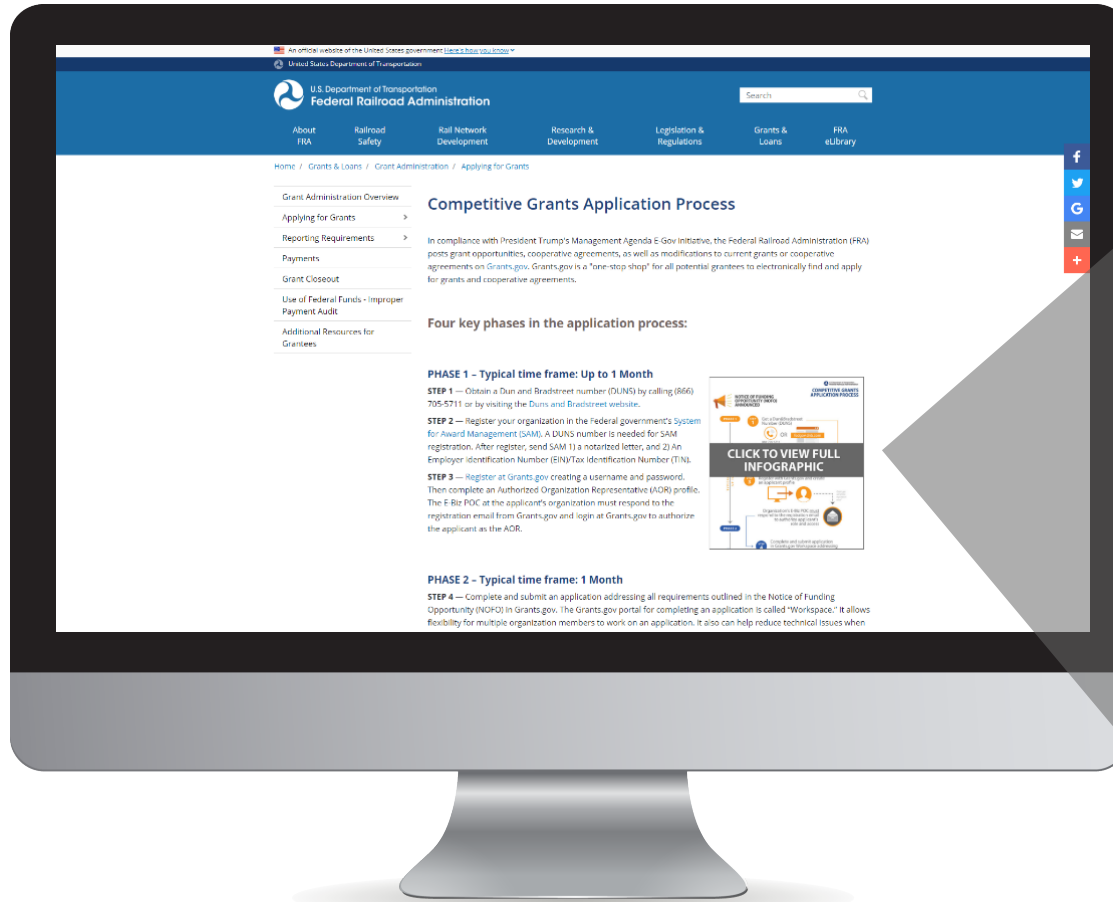 An official website of the United States government Here's how you know
United States Department of Transportation
U.S. Department of Transportation
Federal Railroad Administration
Search
About FRA
Railroad Safety
Rail Network Development
Research & Development
Legislation & Regulations
Grants & Loans
FRA eLibrary
Home / Grants & Loans / Grant Administration / Applying for Grants
Grant Administration Overview
Applying for Grants >
Reporting Requirements >
Payments
Grant Closeout
Use of Federal Funds - Improper
Payment Audit
Additional Resources for
Grantees
Competitive Grants Application Process
In compliance with President Trump's Management Agenda E-Gov Initiative, the Federal Railroad Administration (FRA)
posts grant opportunities, cooperative agreements, as well as modifications to current grants or cooperative
agreements on Grants.gov. Grants.gov is a "one-stop shop" for all potential grantees to electronically find and apply
for grants and cooperative agreements.
Four key phases in the application process:
PHASE 1 – Typical time frame: Up to 1 Month
STEP 1 — Obtain a Dun and Bradstreet number (DUNS) by calling (866)
705-5711 or by visiting the Duns and Bradstreet website.
STEP 2 — Register your organization in the Federal government's System
for Award Management (SAM). A DUNS number is needed for SAM
registration. After register, send SAM 1) a notarized letter, and 2) An
Employer Identification Number (EIN)/Tax Identification Number (TIN).
STEP 3 — Register at Grants.gov creating a username and password.
Then complete an Authorized Organization Representative (AOR) profile.
The E-Biz POC at the applicant's organization must respond to the
registration email from Grants.gov and login at Grants.gov to authorize
the applicant as the AOR.
NOTICE OF FUNDING
OPPORTUNITY (NOFO)
ANNOUNCED
COMPETITIVE GRANTS
APPLICATION PROCESS
OR
CLICK TO VIEW FULL
INFOGRAPHIC
PHASE 2 – Typical time frame: 1 Month
STEP 4 — Complete and submit an application addressing all requirements outlined in the Notice of Funding
Opportunity (NOFO) in Grants.gov. The Grants.gov portal for completing an application is called "Workspace." It allows
flexibility for multiple organization members to work on an application. It also can help reduce technical issues when